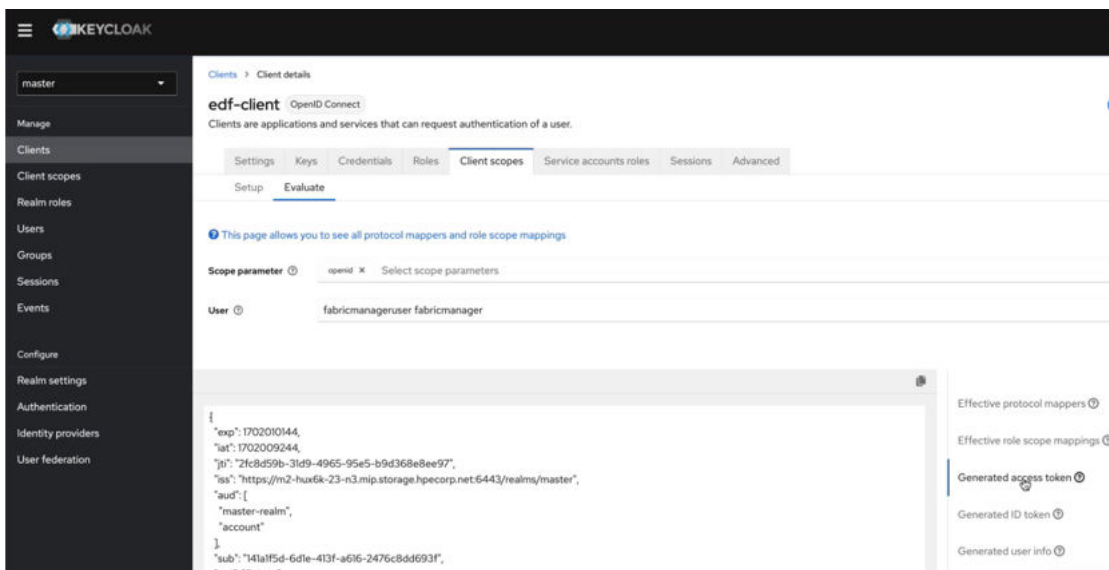 KEYCLOAK
master
Manage
Clients
Client scopes
Realm roles
Users
Groups
Sessions
Events
Configure
Realm settings
Authentication
Identity providers
User federation
Clients > Client details
edf-client OpenID Connect
Clients are applications and services that can request authentication of a user.
Settings Keys Credentials Roles Client scopes Service accounts roles Sessions Advanced
Setup Evaluate
This page allows you to see all protocol mappers and role scope mappings
Scope parameter openid × Select scope parameters
User fabricmanageruser fabricmanager
{
"exp": 1702010144,
"iat": 1702009244,
"jti": "2fc8d59b-31d9-4965-95e5-b9d368e8ee97",
"iss": "https://m2-hux6k-23-n3.mip.storage.hpecorp.net:6443/realms/master",
"aud": [
"master-realm",
"account"
],
"sub": "141a1f5d-6d1e-413f-a616-2476c8dd693f",
Effective protocol mappers
Effective role scope mappings
Generated access token
Generated ID token
Generated user info